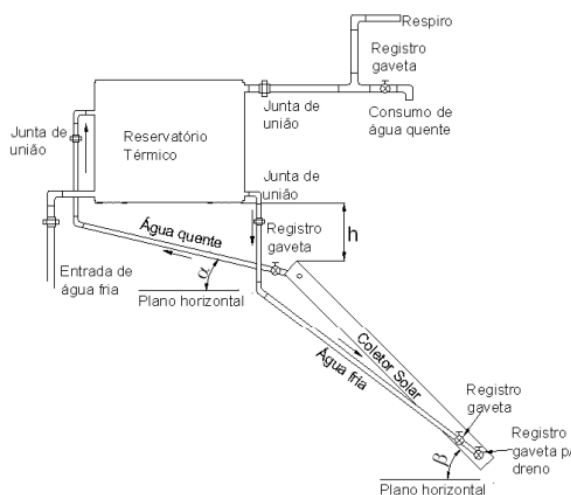 Respiro
Registro
gaveta
Junta de
união
Consumo de
água quente
Junta de
união
Reservatório
Térmico
Junta de
união
Água quente
Registro
gaveta
h
Entrada de
água fria
α
Plano horizontal
Coletor Solar
Água fria
Registro
gaveta
Registro
gaveta p/
dreno
β
Plano horizontal